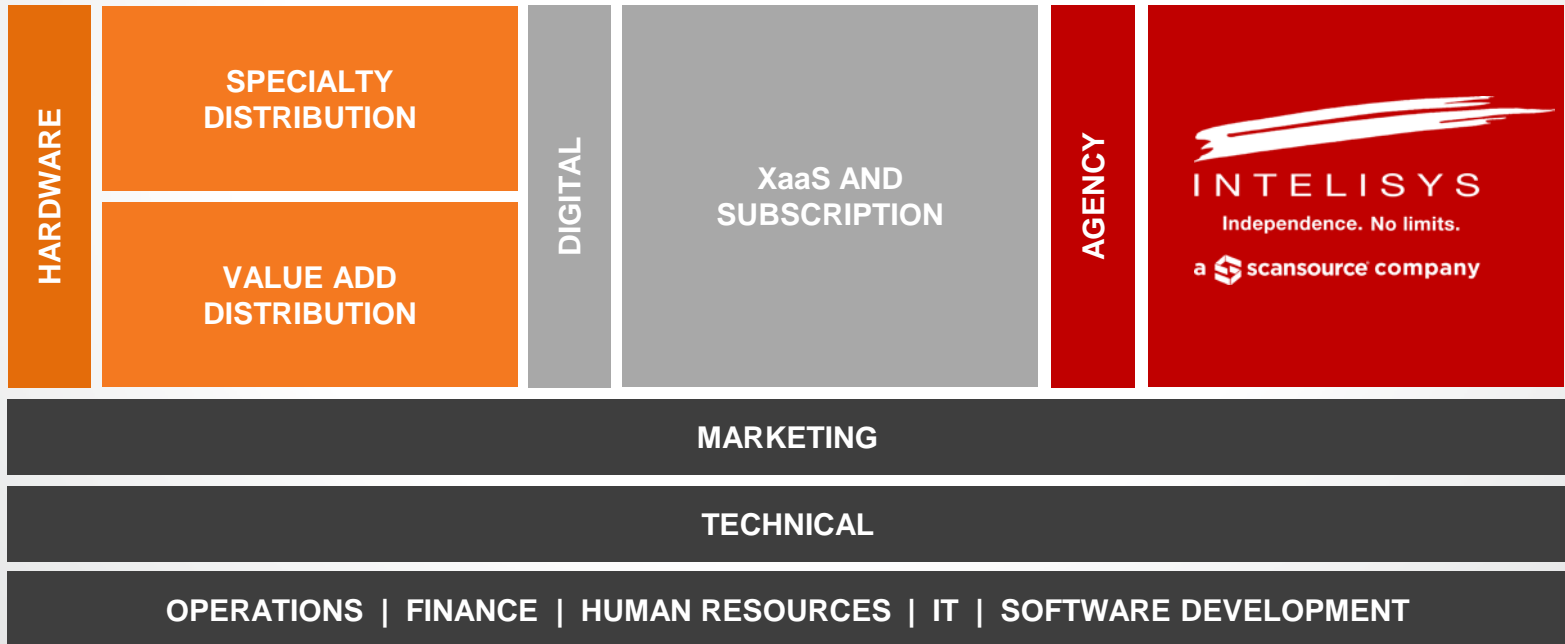 HARDWARE
SPECIALTY
DISTRIBUTION
VALUE ADD
DISTRIBUTION
DIGITAL
XaaS AND
SUBSCRIPTION
AGENCY
INTELISYS
Independence. No limits.
a scansource company
MARKETING
TECHNICAL
OPERATIONS | FINANCE | HUMAN RESOURCES | IT | SOFTWARE DEVELOPMENT